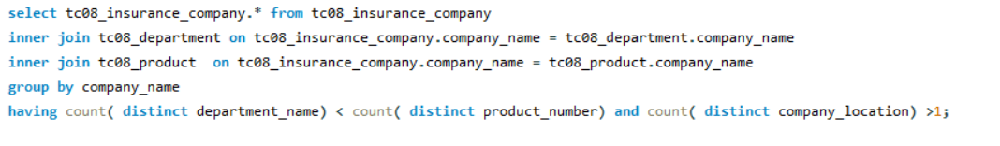 select tc08_insurance_company.* from tc08_insurance_company
inner join tc08_department on tc08_insurance_company.company_name = tc08_department.company_name
inner join tc08_product  on tc08_insurance_company.company_name = tc08_product.company_name
group by company_name
having count( distinct department_name) < count( distinct product_number) and count( distinct company_location) >1;